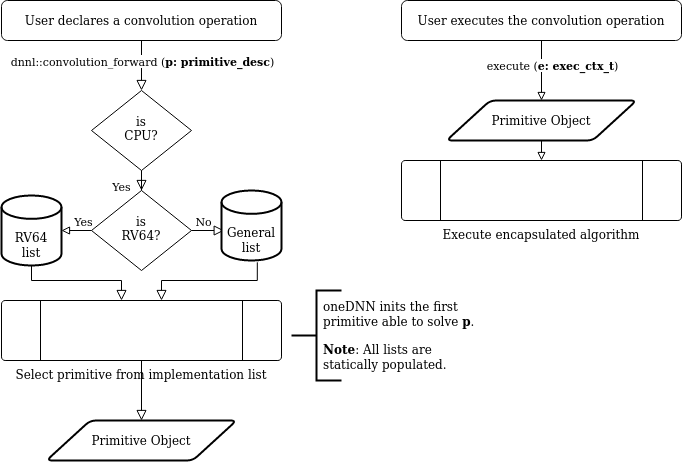 User declares a convolution operation
dnnl::convolution_forward (p: primitive_desc)
is
CPU?
Yes
Yes
is
RV64?
No
RV64
list
General
list
Select primitive from implementation list
Primitive Object
oneDNN inits the first
primitive able to solve p.
Note: All lists are
statically populated.
User executes the convolution operation
execute (e: exec_ctx_t)
Primitive Object
Execute encapsulated algorithm